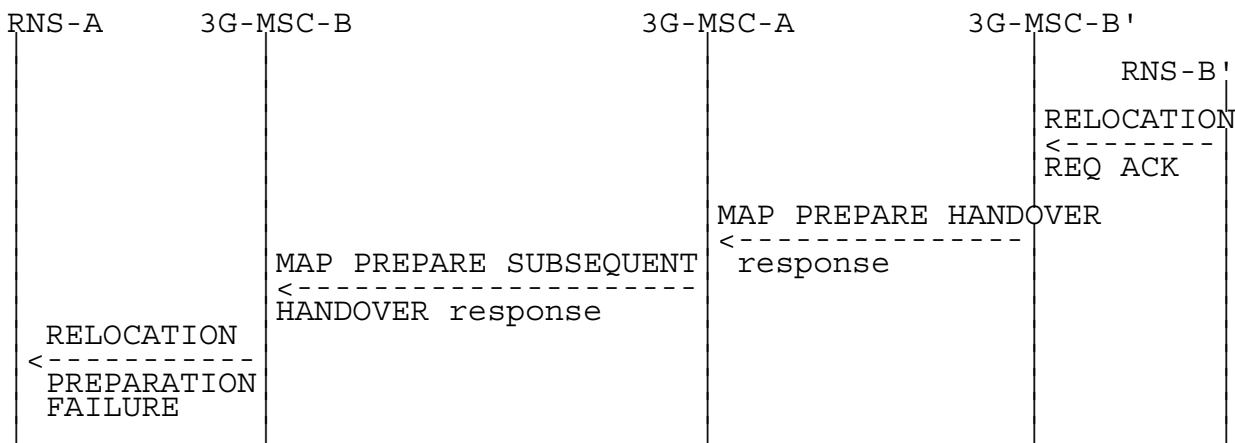 RNS-A 3G-MSC-B 3G-MSC-A 3G-MSC-B'
RNS-B'
RELOCATION
REQ ACK
MAP PREPARE HANDOVER
response
MAP PREPARE SUBSEQUENT
HANDOVER response
RELOCATION
PREPARATION
FAILURE